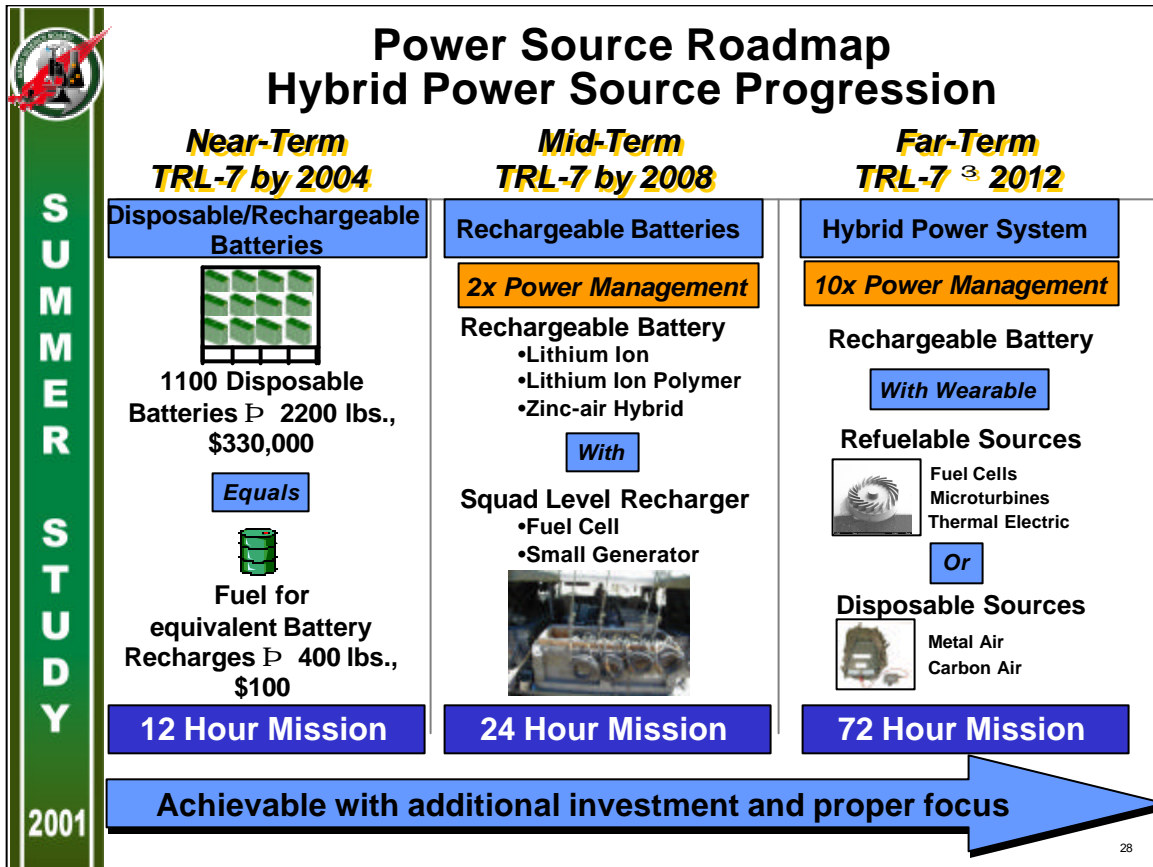 Power Source Roadmap
Hybrid Power Source Progression
Near-Term
TRL-7 by 2004
Disposable/Rechargeable
Batteries
1100 Disposable
Batteries Þ 2200 lbs.,
$330,000
Equals
Fuel for
equivalent Battery
Recharges Þ 400 lbs.,
$100
12 Hour Mission
Mid-Term
TRL-7 by 2008
Rechargeable Batteries
2x Power Management
Rechargeable Battery
•Lithium Ion
•Lithium Ion Polymer
•Zinc-air Hybrid
With
Squad Level Recharger
•Fuel Cell
•Small Generator
24 Hour Mission
Far-Term
TRL-7 ³ 2012
Hybrid Power System
10x Power Management
Rechargeable Battery
With Wearable
Refuelable Sources
Fuel Cells
Microturbines
Thermal Electric
Or
Disposable Sources
Metal Air
Carbon Air
72 Hour Mission
Achievable with additional investment and proper focus
SUMMER STUDY
2001
28